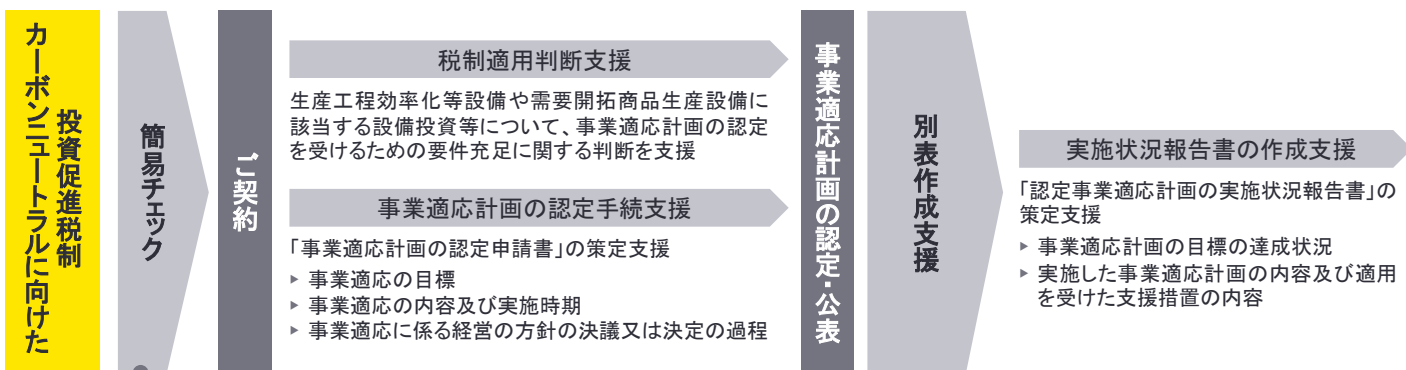 カーボンニュートラルに向けた
投資促進税制
簡易チェック
ご契約
税制適用判断支援
生産工程効率化等設備や需要開拓商品生産設備に
該当する設備投資等について、事業適応計画の認定
を受けるための要件充足に関する判断を支援
事業適応計画の認定手続支援
「事業適応計画の認定申請書」の策定支援
▶ 事業適応の目標
▶ 事業適応の内容及び実施時期
▶ 事業適応に係る経営の方針の決議又は決定の過程
事業適応計画の認定・公表
別表作成支援
実施状況報告書の作成支援
「認定事業適応計画の実施状況報告書」の
策定支援
▶ 事業適応計画の目標の達成状況
▶ 実施した事業適応計画の内容及び適用
を受けた支援措置の内容